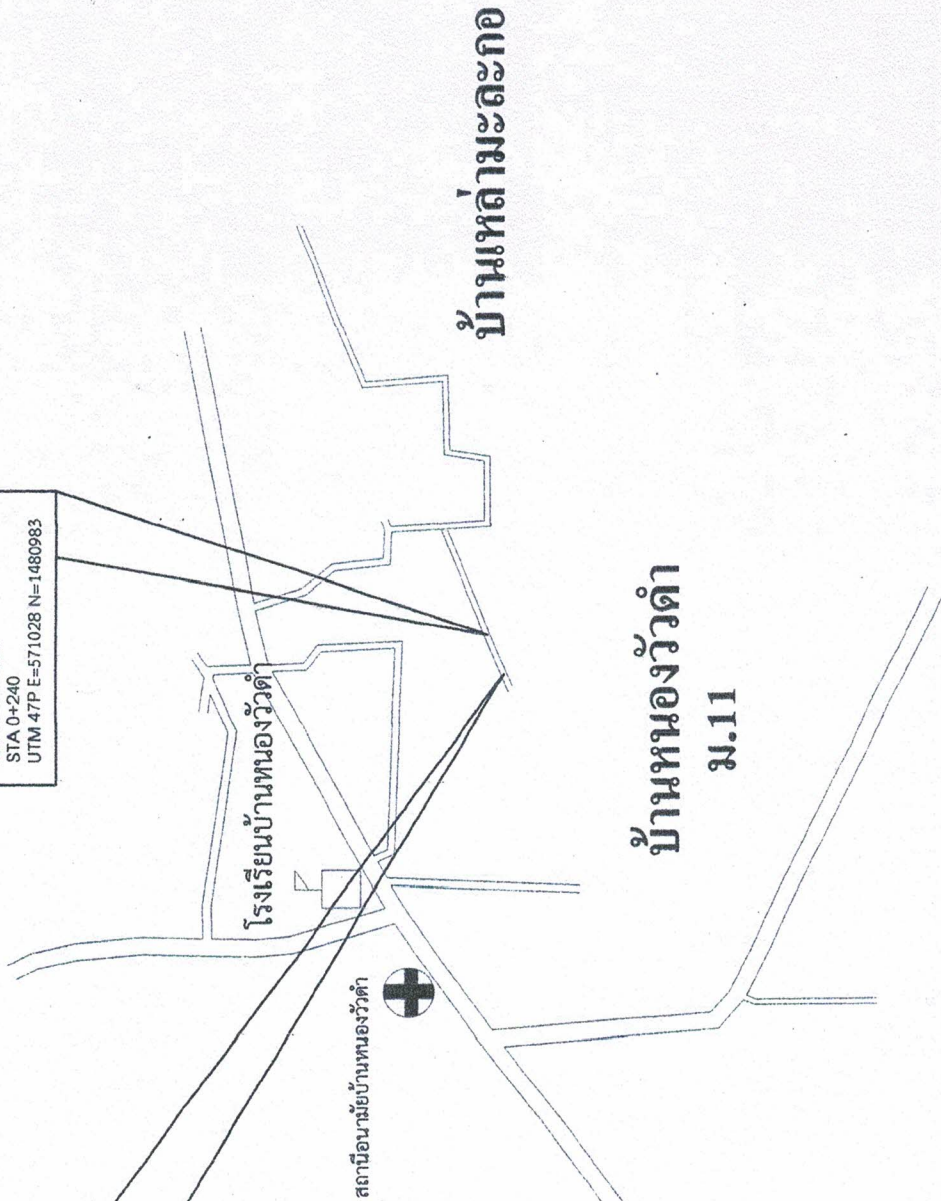 STA 0+240
UTM 47P E=571028 N=1480983
บ้านเหล่ามะละกอ
โรงเรียนบ้านหนองวัวดำ
สถานีอนามัยบ้านหนองวัวดำ
บ้านหนองวัวดำ
ม.11